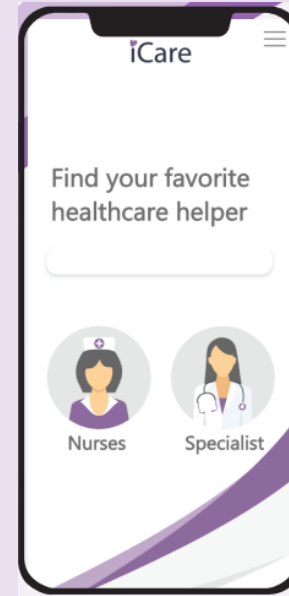 iCare
Find your favorite
healthcare helper
Nurses
Specialist